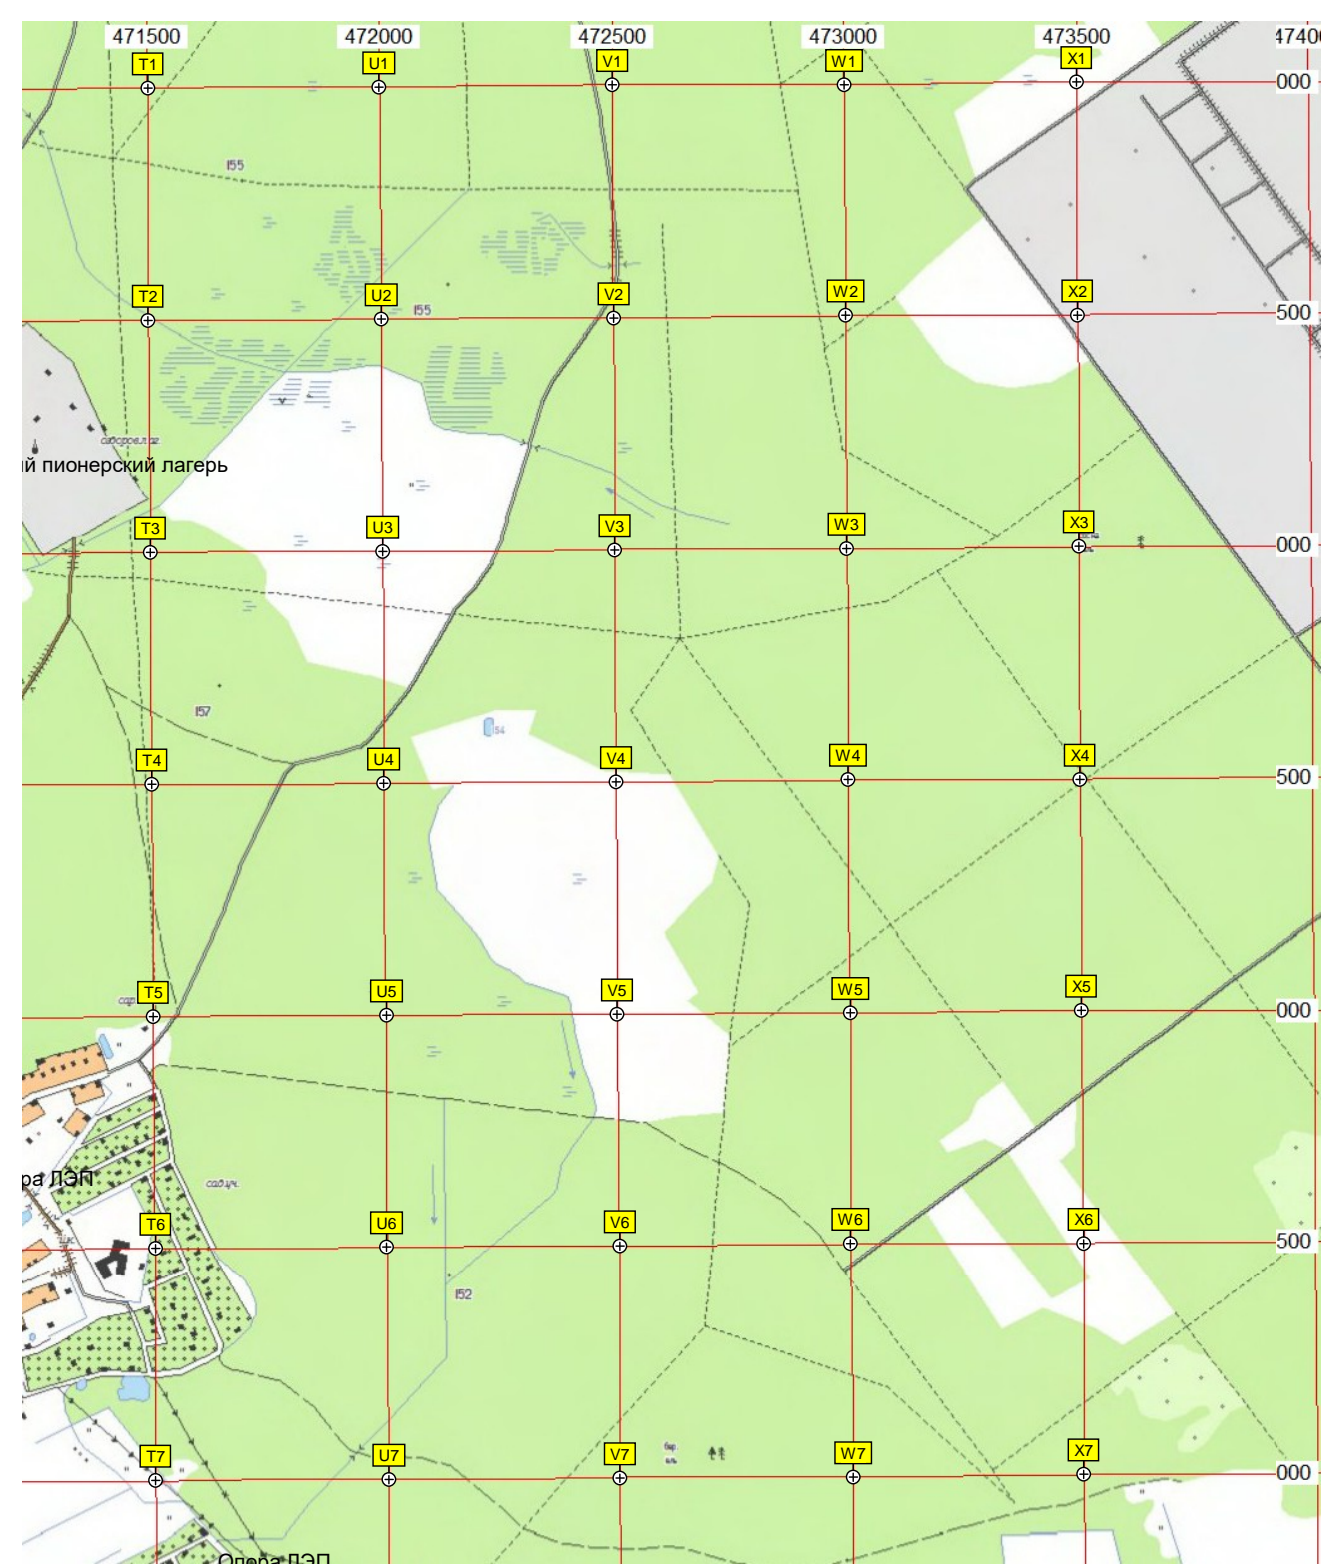 471500 472000 472500 473000 473500
T1 U1 V1 W1 X1
000
155
T2 U2 V2 W2 X2
155
500
й пионерский лагерь
T3 U3 V3 W3 X3
000
157
154
T4 U4 V4 W4 X4
500
T5 U5 V5 W5 X5
000
ра ЛЭП
сад.уч.
T6 U6 V6 W6 X6
500
152
T7 U7 V7 W7 X7
000
Опора ЛЭП